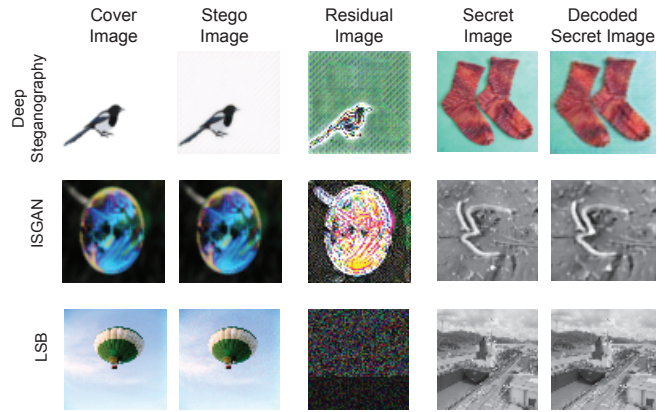 Cover Image
Stego Image
Residual Image
Secret Image
Decoded Secret Image
Deep Steganography
ISGAN
LSB